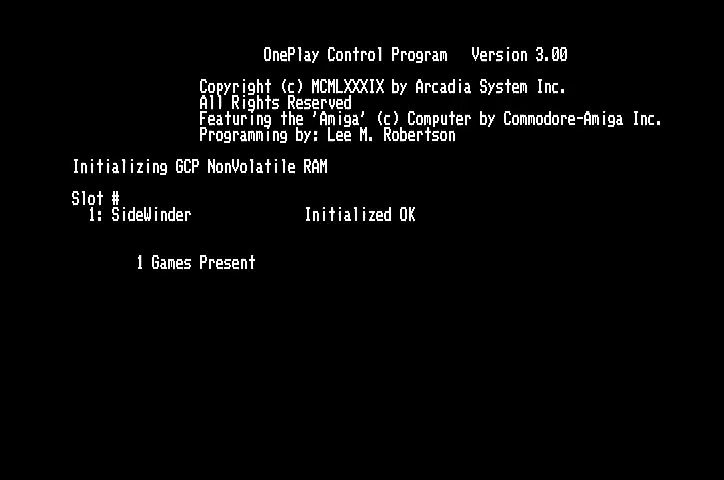 OnePlay Control Program Version 3.00
Copyright (c) MCMLXXXIX by Arcadia System Inc.
All Rights Reserved
Featuring the 'Amiga' (c) Computer by Commodore-Amiga Inc.
Programming by: Lee M. Robertson
Initializing GCP NonVolatile RAM
Slot #
1: SideWinder Initialized OK
1 Games Present